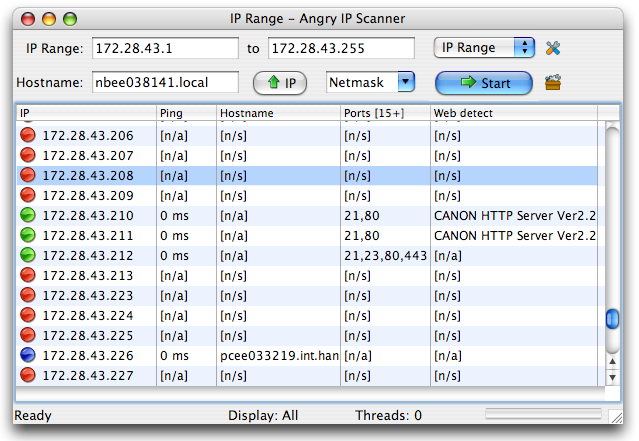 IP Range – Angry IP Scanner
IP Range: 172.28.43.1 to 172.28.43.255 IP Range
Hostname: nbee038141.local IP Netmask Start
IP Ping Hostname Ports [15+] Web detect
172.28.43.206 [n/a] [n/s] [n/s] [n/s]
172.28.43.207 [n/a] [n/s] [n/s] [n/s]
172.28.43.208 [n/a] [n/s] [n/s] [n/s]
172.28.43.209 [n/a] [n/s] [n/s] [n/s]
172.28.43.210 0 ms [n/a] 21,80 CANON HTTP Server Ver2.2
172.28.43.211 0 ms [n/a] 21,80 CANON HTTP Server Ver2.2
172.28.43.212 0 ms [n/a] 21,23,80,443 [n/a]
172.28.43.213 [n/a] [n/s] [n/s] [n/s]
172.28.43.223 [n/a] [n/s] [n/s] [n/s]
172.28.43.224 [n/a] [n/s] [n/s] [n/s]
172.28.43.225 [n/a] [n/s] [n/s] [n/s]
172.28.43.226 0 ms pcee033219.int.han [n/a] [n/a]
172.28.43.227 [n/a] [n/s] [n/s] [n/s]
Ready Display: All Threads: 0